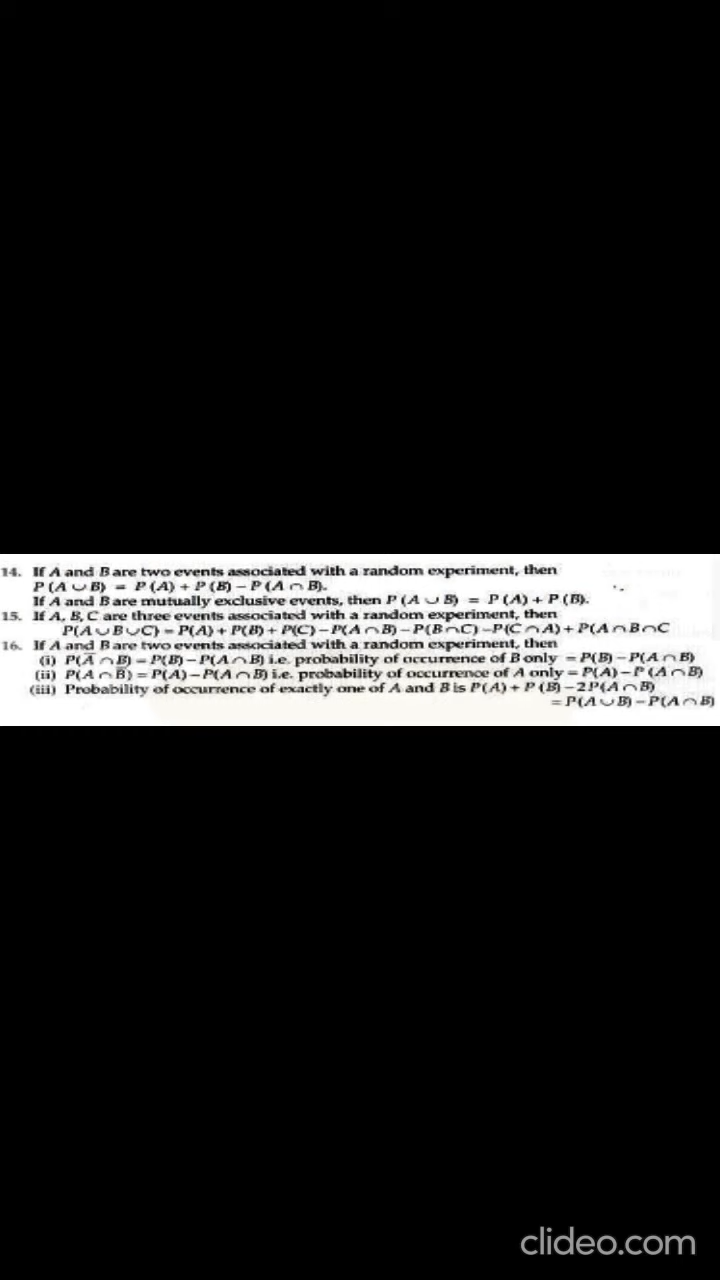 14. If A and B are two events associated with a random experiment, then
P (A ∪ B) = P (A) + P (B) – P (A ∩ B).
If A and B are mutually exclusive events, then P (A ∪ B) = P (A) + P (B).
15. If A, B, C are three events associated with a random experiment, then
P(A ∪ B ∪ C) = P(A) + P(B) + P(C) – P(A ∩ B) – P(B ∩ C) – P(C ∩ A) + P(A ∩ B ∩ C
16. If A and B are two events associated with a random experiment, then
(i) P(A̅ ∩ B) = P(B) – P(A ∩ B) i.e. probability of occurrence of B only = P(B) – P(A ∩ B)
(ii) P(A ∩ B̅) = P(A) – P(A ∩ B) i.e. probability of occurrence of A only = P(A) – P (A ∩ B)
(iii) Probability of occurrence of exactly one of A and B is P(A) + P (B) – 2P(A ∩ B)
= P(A ∪ B) – P(A ∩ B)
clideo.com